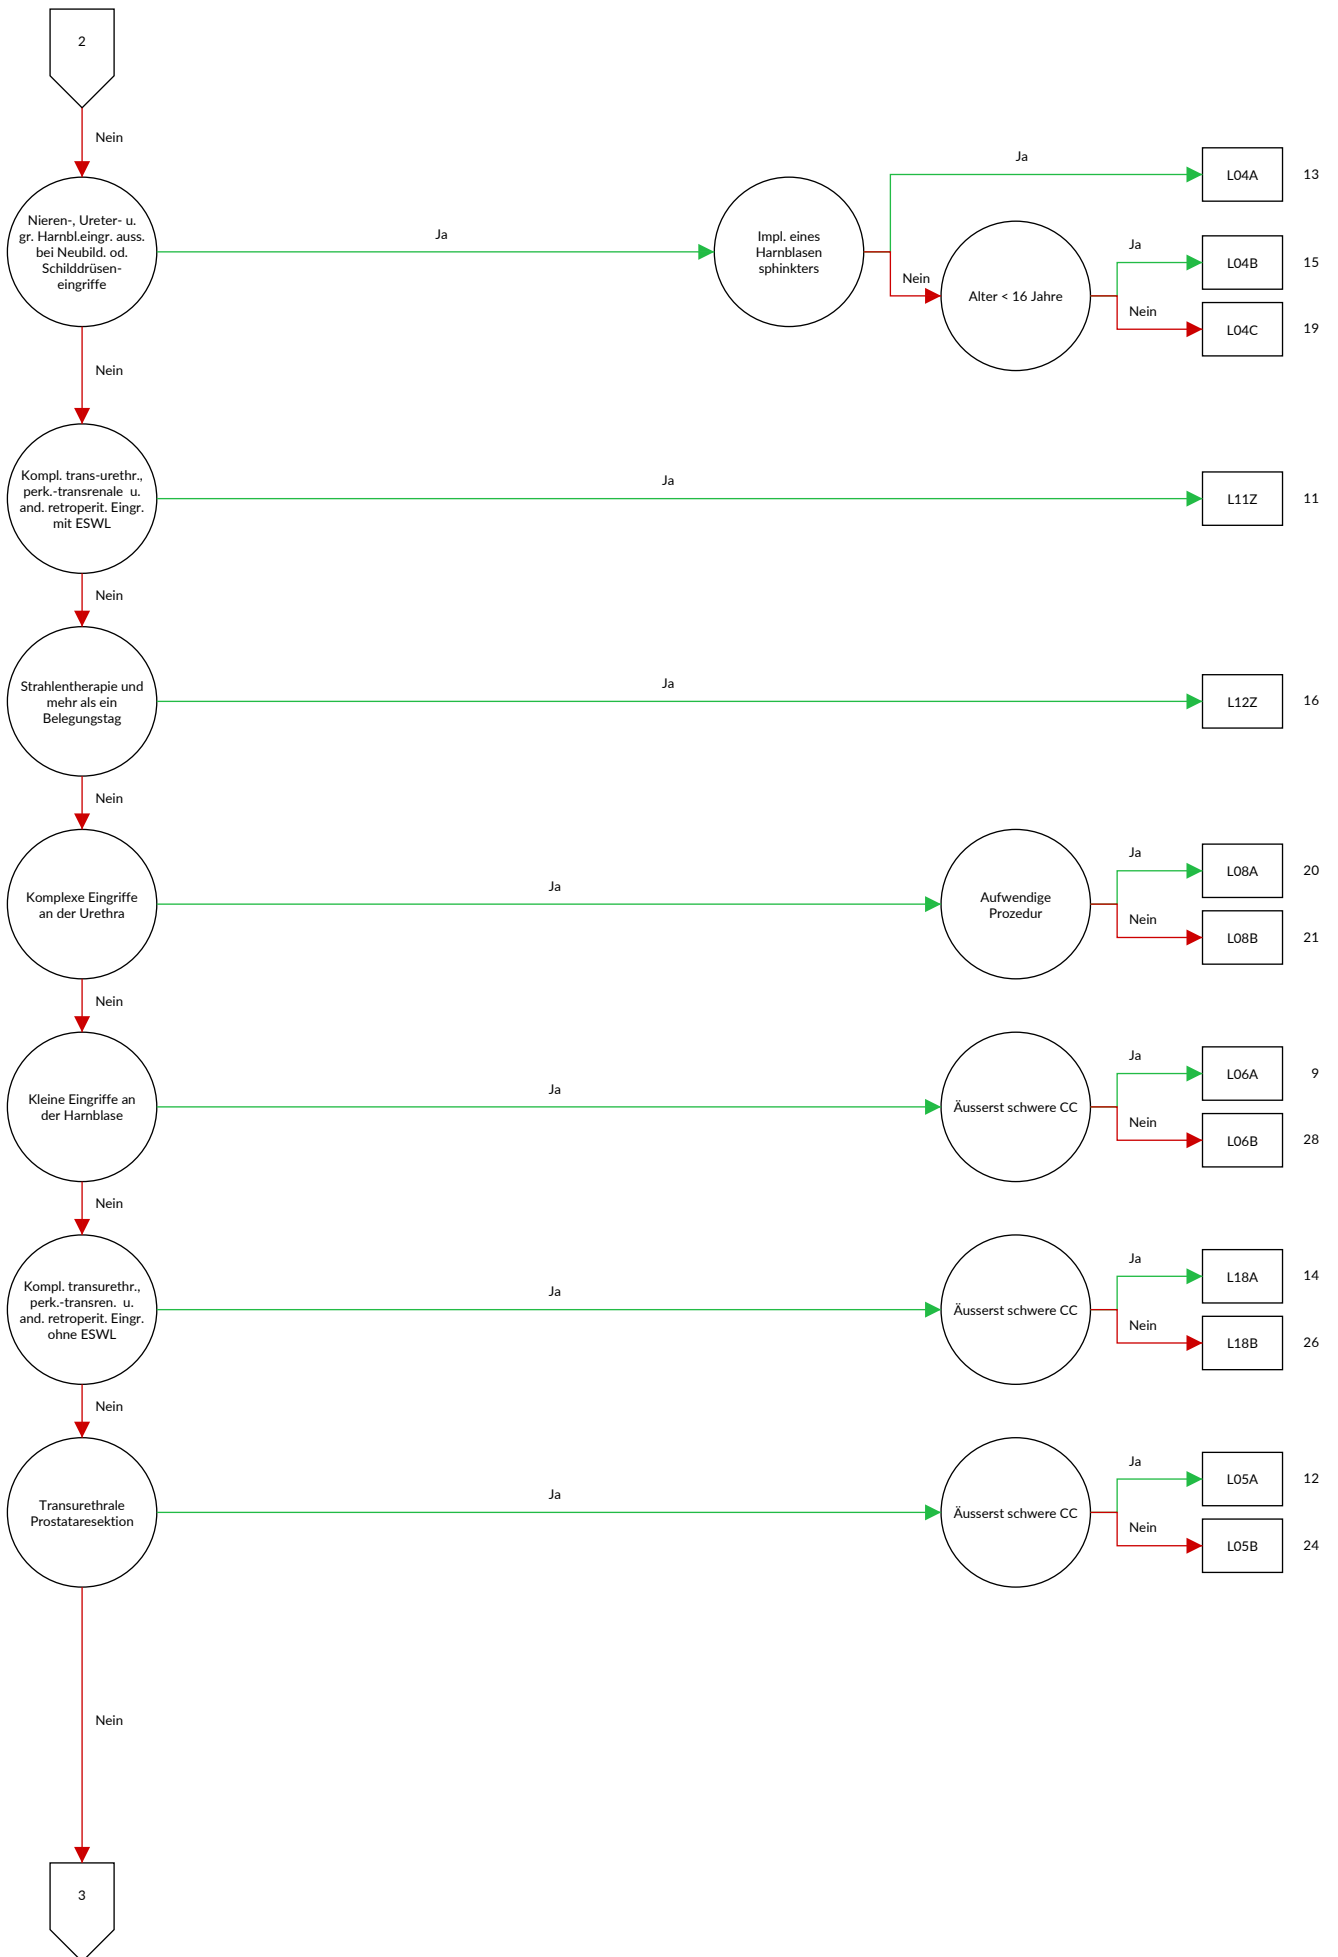 2
Nein
Nieren-, Ureter- u.
gr. Harnbl.eingr. auss.
bei Neubild. od.
Schilddrüsen-
eingriffe
Ja
Impl. eines
Harnblasen
sphinkters
Ja
L04A
13
Nein
Alter < 16 Jahre
Ja
L04B
15
Nein
L04C
19
Nein
Kompl. trans-urethr.,
perk.-transrenale u.
and. retroperit. Eingr.
mit ESWL
Ja
L11Z
11
Nein
Strahlentherapie und
mehr als ein
Belegungstag
Ja
L12Z
16
Nein
Komplexe Eingriffe
an der Urethra
Ja
Aufwendige
Prozedur
Ja
L08A
20
Nein
L08B
21
Nein
Kleine Eingriffe an
der Harnblase
Ja
Äusserst schwere CC
Ja
L06A
9
Nein
L06B
28
Nein
Kompl. transurethr.,
perk.-transren. u.
and. retroperit. Eingr.
ohne ESWL
Ja
Äusserst schwere CC
Ja
L18A
14
Nein
L18B
26
Nein
Transurethrale
Prostataresektion
Ja
Äusserst schwere CC
Ja
L05A
12
Nein
L05B
24
Nein
3